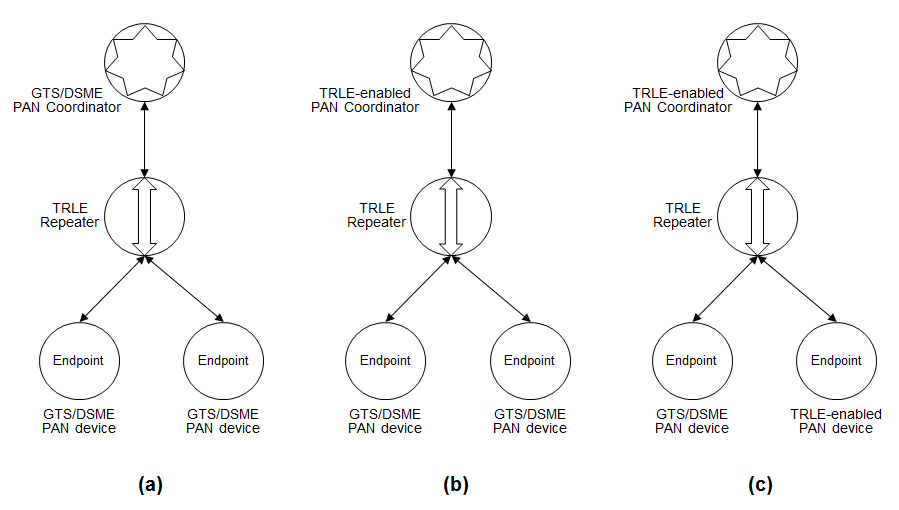 GTS/DSME
PAN Coordinator
TRLE
Repeater
Endpoint
Endpoint
GTS/DSME
PAN device
GTS/DSME
PAN device
(a)
TRLE-enabled
PAN Coordinator
TRLE
Repeater
Endpoint
Endpoint
GTS/DSME
PAN device
GTS/DSME
PAN device
(b)
TRLE-enabled
PAN Coordinator
TRLE
Repeater
Endpoint
Endpoint
GTS/DSME
PAN device
TRLE-enabled
PAN device
(c)